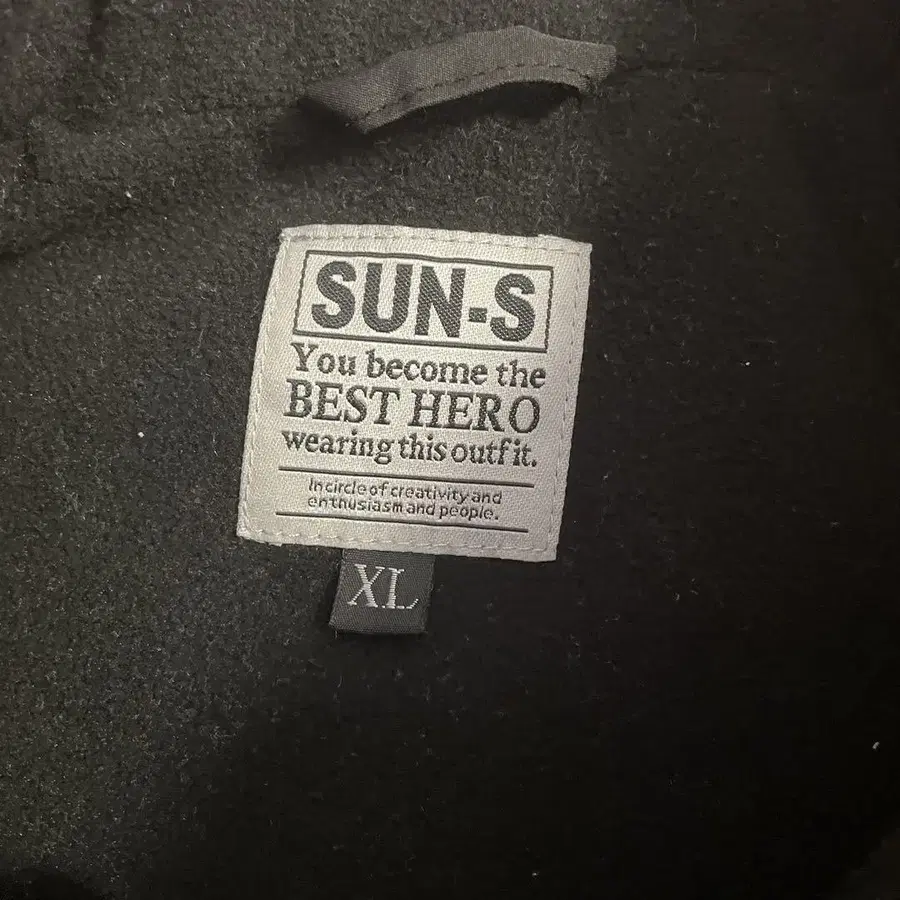 SUN-S
You become the
BEST HERO
wearing this outfit.
In circle of creativity and
enthusiasm and people.
XL